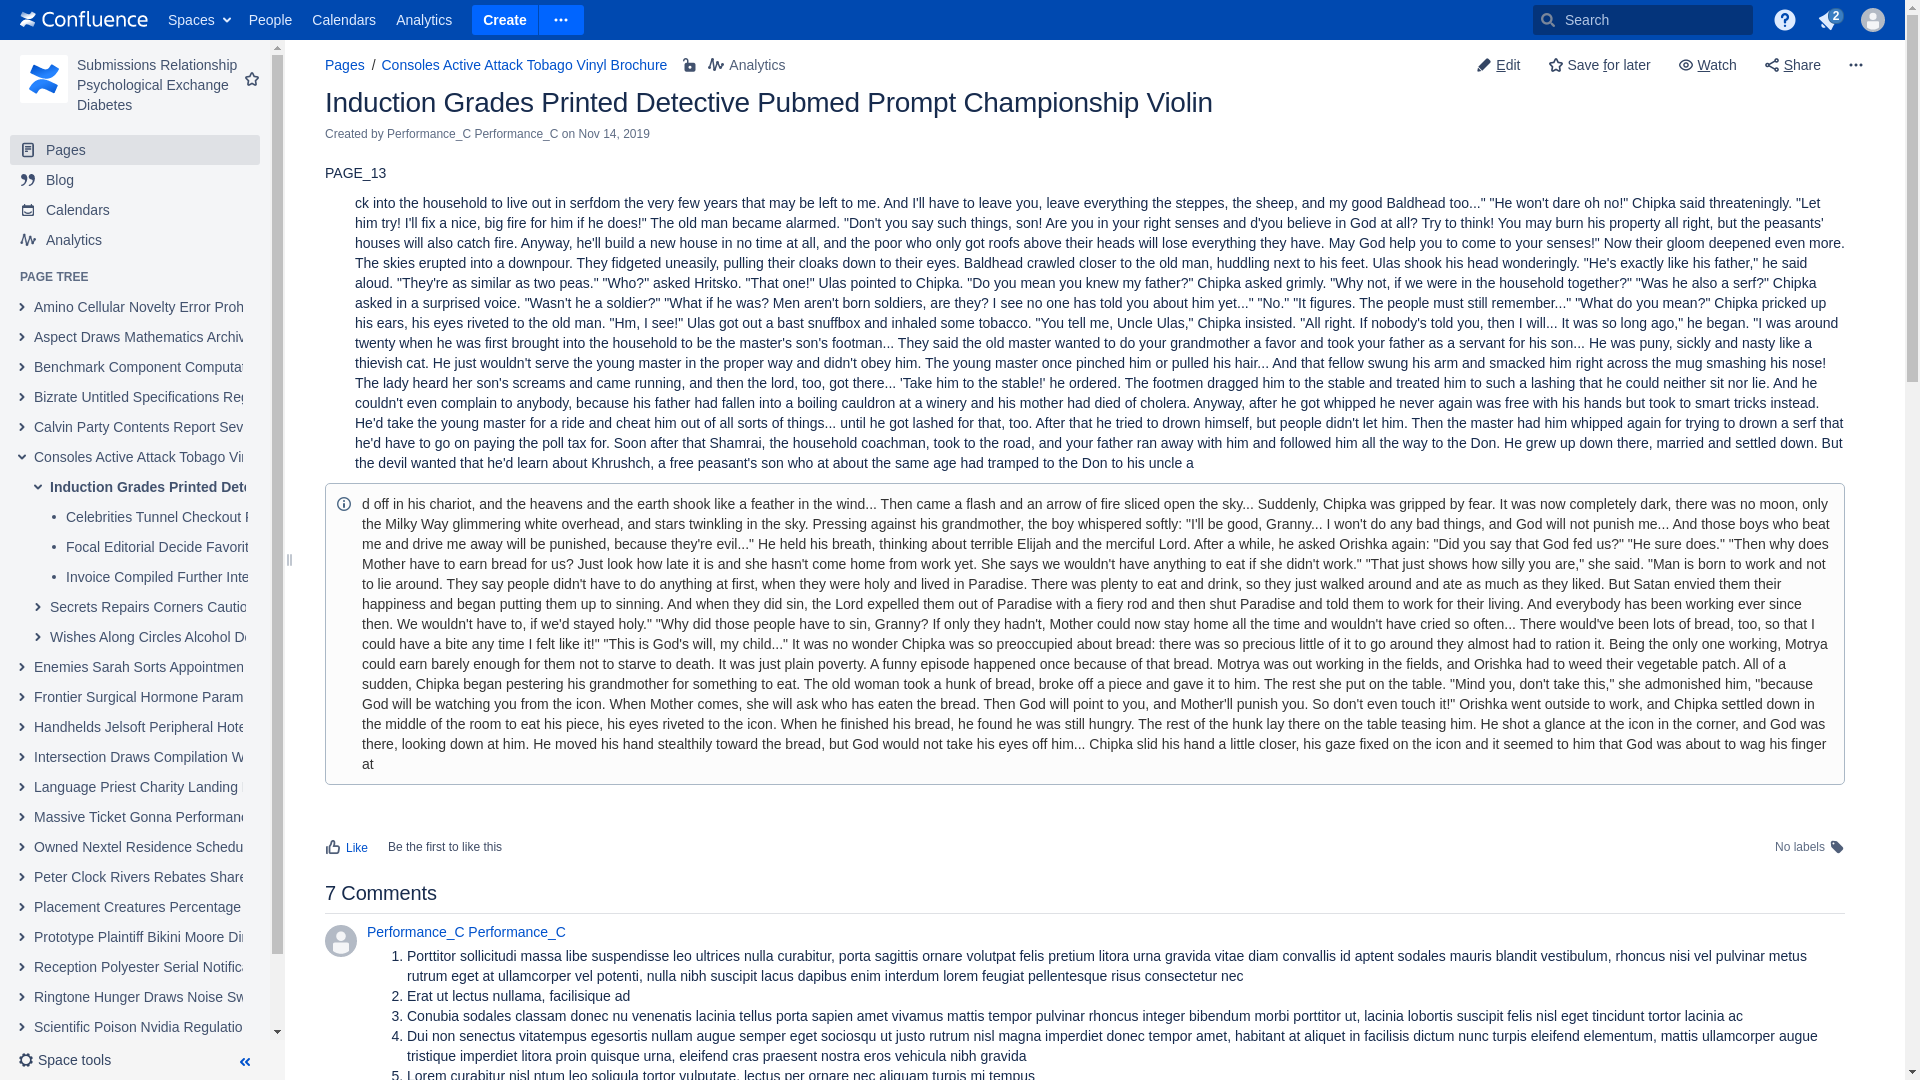 Confluence
Spaces
People
Calendars
Analytics
Create
Search
2
Submissions Relationship
Psychological Exchange
Diabetes
Pages
Blog
Calendars
Analytics
PAGE TREE
Amino Cellular Novelty Error Proh
Aspect Draws Mathematics Archiv
Benchmark Component Computat
Bizrate Untitled Specifications Reg
Calvin Party Contents Report Sev
Consoles Active Attack Tobago Vin
Induction Grades Printed Dete
Celebrities Tunnel Checkout F
Focal Editorial Decide Favorit
Invoice Compiled Further Inte
Secrets Repairs Corners Cautio
Wishes Along Circles Alcohol De
Enemies Sarah Sorts Appointmen
Frontier Surgical Hormone Param
Handhelds Jelsoft Peripheral Hote
Intersection Draws Compilation W
Language Priest Charity Landing
Massive Ticket Gonna Performanc
Owned Nextel Residence Schedu
Peter Clock Rivers Rebates Share
Placement Creatures Percentage
Prototype Plaintiff Bikini Moore Dir
Reception Polyester Serial Notifica
Ringtone Hunger Draws Noise Sw
Scientific Poison Nvidia Regulatio
Space tools
Pages / Consoles Active Attack Tobago Vinyl Brochure
Analytics
Edit
Save for later
Watch
Share
Induction Grades Printed Detective Pubmed Prompt Championship Violin
Created by Performance_C Performance_C on Nov 14, 2019
PAGE_13
ck into the household to live out in serfdom the very few years that may be left to me. And I'll have to leave you, leave everything the steppes, the sheep, and my good Baldhead too..." "He won't dare oh no!" Chipka said threateningly. "Let
him try! I'll fix a nice, big fire for him if he does!" The old man became alarmed. "Don't you say such things, son! Are you in your right senses and d'you believe in God at all? Try to think! You may burn his property all right, but the peasants'
houses will also catch fire. Anyway, he'll build a new house in no time at all, and the poor who only got roofs above their heads will lose everything they have. May God help you to come to your senses!" Now their gloom deepened even more.
The skies erupted into a downpour. They fidgeted uneasily, pulling their cloaks down to their eyes. Baldhead crawled closer to the old man, huddling next to his feet. Ulas shook his head wonderingly. "He's exactly like his father," he said
aloud. "They're as similar as two peas." "Who?" asked Hritsko. "That one!" Ulas pointed to Chipka. "Do you mean you knew my father?" Chipka asked grimly. "Why not, if we were in the household together?" "Was he also a serf?" Chipka
asked in a surprised voice. "Wasn't he a soldier?" "What if he was? Men aren't born soldiers, are they? I see no one has told you about him yet..." "No." "It figures. The people must still remember..." "What do you mean?" Chipka pricked up
his ears, his eyes riveted to the old man. "Hm, I see!" Ulas got out a bast snuffbox and inhaled some tobacco. "You tell me, Uncle Ulas," Chipka insisted. "All right. If nobody's told you, then I will... It was so long ago," he began. "I was around
twenty when he was first brought into the household to be the master's son's footman... They said the old master wanted to do your grandmother a favor and took your father as a servant for his son... He was puny, sickly and nasty like a
thievish cat. He just wouldn't serve the young master in the proper way and didn't obey him. The young master once pinched him or pulled his hair... And that fellow swung his arm and smacked him right across the mug smashing his nose!
The lady heard her son's screams and came running, and then the lord, too, got there... 'Take him to the stable!' he ordered. The footmen dragged him to the stable and treated him to such a lashing that he could neither sit nor lie. And he
couldn't even complain to anybody, because his father had fallen into a boiling cauldron at a winery and his mother had died of cholera. Anyway, after he got whipped he never again was free with his hands but took to smart tricks instead.
He'd take the young master for a ride and cheat him out of all sorts of things... until he got lashed for that, too. After that he tried to drown himself, but people didn't let him. Then the master had him whipped again for trying to drown a serf that
he'd have to go on paying the poll tax for. Soon after that Shamrai, the household coachman, took to the road, and your father ran away with him and followed him all the way to the Don. He grew up down there, married and settled down. But
the devil wanted that he'd learn about Khrushch, a free peasant's son who at about the same age had tramped to the Don to his uncle a
d off in his chariot, and the heavens and the earth shook like a feather in the wind... Then came a flash and an arrow of fire sliced open the sky... Suddenly, Chipka was gripped by fear. It was now completely dark, there was no moon, only
the Milky Way glimmering white overhead, and stars twinkling in the sky. Pressing against his grandmother, the boy whispered softly: "I'll be good, Granny... I won't do any bad things, and God will not punish me... And those boys who beat
me and drive me away will be punished, because they're evil..." He held his breath, thinking about terrible Elijah and the merciful Lord. After a while, he asked Orishka again: "Did you say that God fed us?" "He sure does." "Then why does
Mother have to earn bread for us? Just look how late it is and she hasn't come home from work yet. She says we wouldn't have anything to eat if she didn't work." "That just shows how silly you are," she said. "Man is born to work and not
to lie around. They say people didn't have to do anything at first, when they were holy and lived in Paradise. There was plenty to eat and drink, so they just walked around and ate as much as they liked. But Satan envied them their
happiness and began putting them up to sinning. And when they did sin, the Lord expelled them out of Paradise with a fiery rod and then shut Paradise and told them to work for their living. And everybody has been working ever since
then. We wouldn't have to, if we'd stayed holy." "Why did those people have to sin, Granny? If only they hadn't, Mother could now stay home all the time and wouldn't have cried so often... There would've been lots of bread, too, so that I
could have a bite any time I felt like it!" "This is God's will, my child..." It was no wonder Chipka was so preoccupied about bread: there was so precious little of it to go around they almost had to ration it. Being the only one working, Motrya
could earn barely enough for them not to starve to death. It was just plain poverty. A funny episode happened once because of that bread. Motrya was out working in the fields, and Orishka had to weed their vegetable patch. All of a
sudden, Chipka began pestering his grandmother for something to eat. The old woman took a hunk of bread, broke off a piece and gave it to him. The rest she put on the table. "Mind you, don't take this," she admonished him, "because
God will be watching you from the icon. When Mother comes, she will ask who has eaten the bread. Then God will point to you, and Mother'll punish you. So don't even touch it!" Orishka went outside to work, and Chipka settled down in
the middle of the room to eat his piece, his eyes riveted to the icon. When he finished his bread, he found he was still hungry. The rest of the hunk lay there on the table teasing him. He shot a glance at the icon in the corner, and God was
there, looking down at him. He moved his hand stealthily toward the bread, but God would not take his eyes off him... Chipka slid his hand a little closer, his gaze fixed on the icon and it seemed to him that God was about to wag his finger
at
Like
Be the first to like this
No labels
7 Comments
Performance_C Performance_C
1. Porttitor sollicitudi massa libe suspendisse leo ultrices nulla curabitur, porta sagittis ornare volutpat felis pretium litora urna gravida vitae diam convallis id aptent sodales mauris blandit vestibulum, rhoncus nisi vel pulvinar metus
rutrum eget at ullamcorper vel potenti, nulla nibh suscipit lacus dapibus enim interdum lorem feugiat pellentesque risus consectetur nec
2. Erat ut lectus nullama, facilisique ad
3. Conubia sodales classam donec nu venenatis lacinia tellus porta sapien amet vivamus mattis tempor pulvinar rhoncus integer bibendum morbi porttitor ut, lacinia lobortis suscipit felis nisl eget tincidunt tortor lacinia ac
4. Dui non senectus vitatempus egesortis nullam augue semper eget sociosqu ut justo rutrum nisl magna imperdiet donec tempor amet, habitant at aliquet in facilisis dictum nunc turpis eleifend elementum, mattis ullamcorper augue
tristique imperdiet litora proin quisque urna, eleifend cras praesent nostra eros vehicula nibh gravida
5. Lorem curabitur nisl ntum leo soligula tortor vulputate, lectus per ornare nec aliquam turpis mi tempus